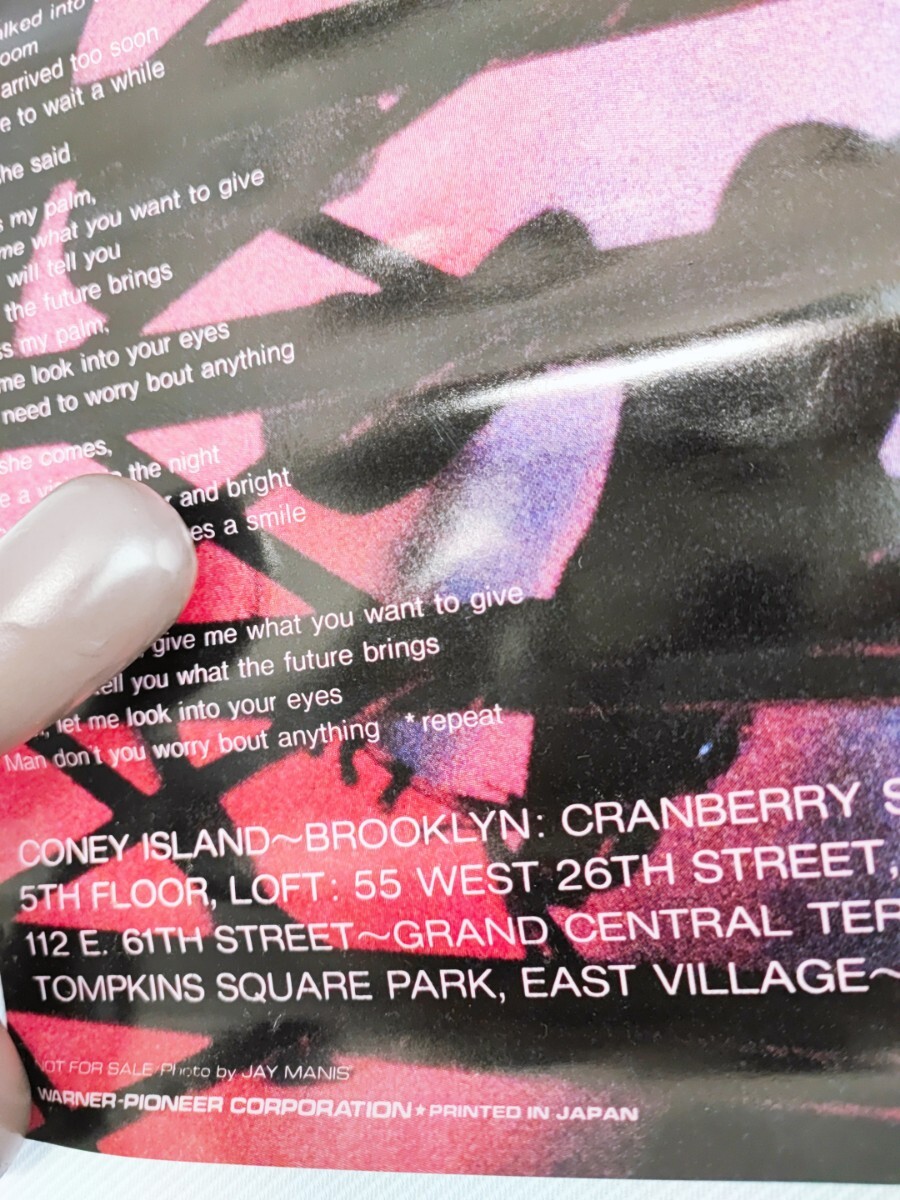 alked into
oom
arrived too soon
e to wait a while
he said
s my palm,
me what you want to give
will tell you
the future brings
ss my palm,
me look into your eyes
need to worry bout anything
she comes,
e a the night
and bright
es a smile
give me what you want to give
tell you what the future brings
let me look into your eyes
Man don't you worry bout anything *repeat
CONEY ISLAND~BROOKLYN: CRANBERRY S
5TH FLOOR, LOFT: 55 WEST 26TH STREET,
112 E. 61TH STREET~GRAND CENTRAL TER
TOMPKINS SQUARE PARK, EAST VILLAGE~
NOT FOR SALE Photo by JAY MANIS
WARNER-PIONEER CORPORATION★PRINTED IN JAPAN